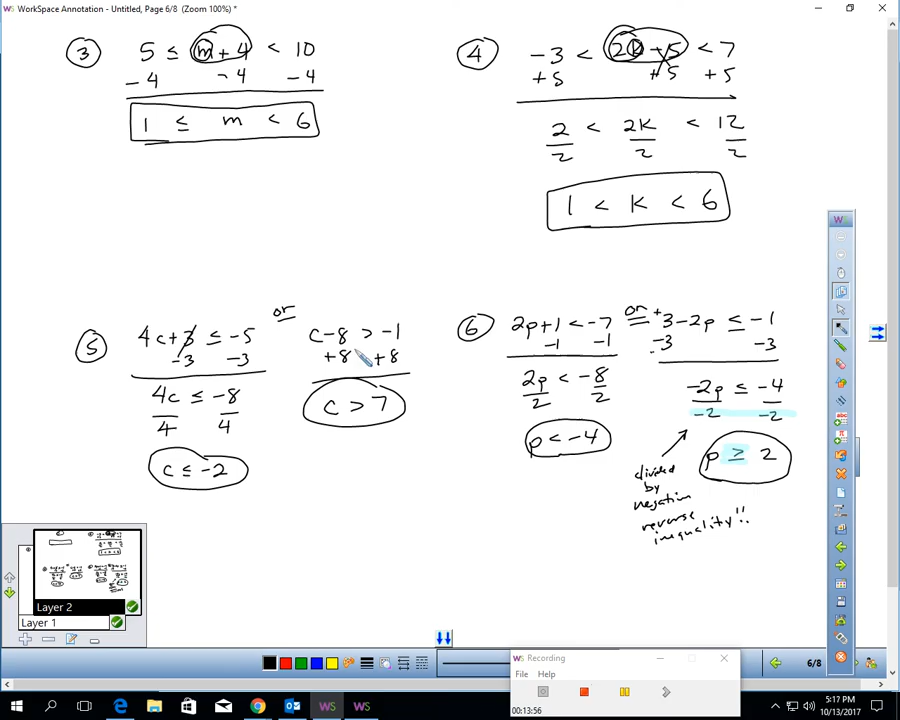 WorkSpace Annotation - Untitled, Page 6/8 (Zoom 100%) *
③ 5 ≤ m + 4 < 10
-4 -4 -4
1 ≤ m < 6
④ -3 < 2k - 5 < 7
+5 +5 +5
2/2 < 2k/2 < 12/2
1 < k < 6
⑤ 4c+3 ≤ -5 or c-8 > -1
-3 -3 +8 +8
4c/4 ≤ -8/4
c > 7
c ≤ -2
⑥ 2p+1 < -7 or +3-2p ≤ -1
-1 -1 -3 -3
2p/2 < -8/2
-2p/-2 ≤ -4/-2
p < -4
p ≥ 2
divided
by
negative
reverse
inequality!!
Layer 2
Layer 1
6/8
WS Recording
File Help
00:13:56
WS WS
5:17 PM
10/13/2017